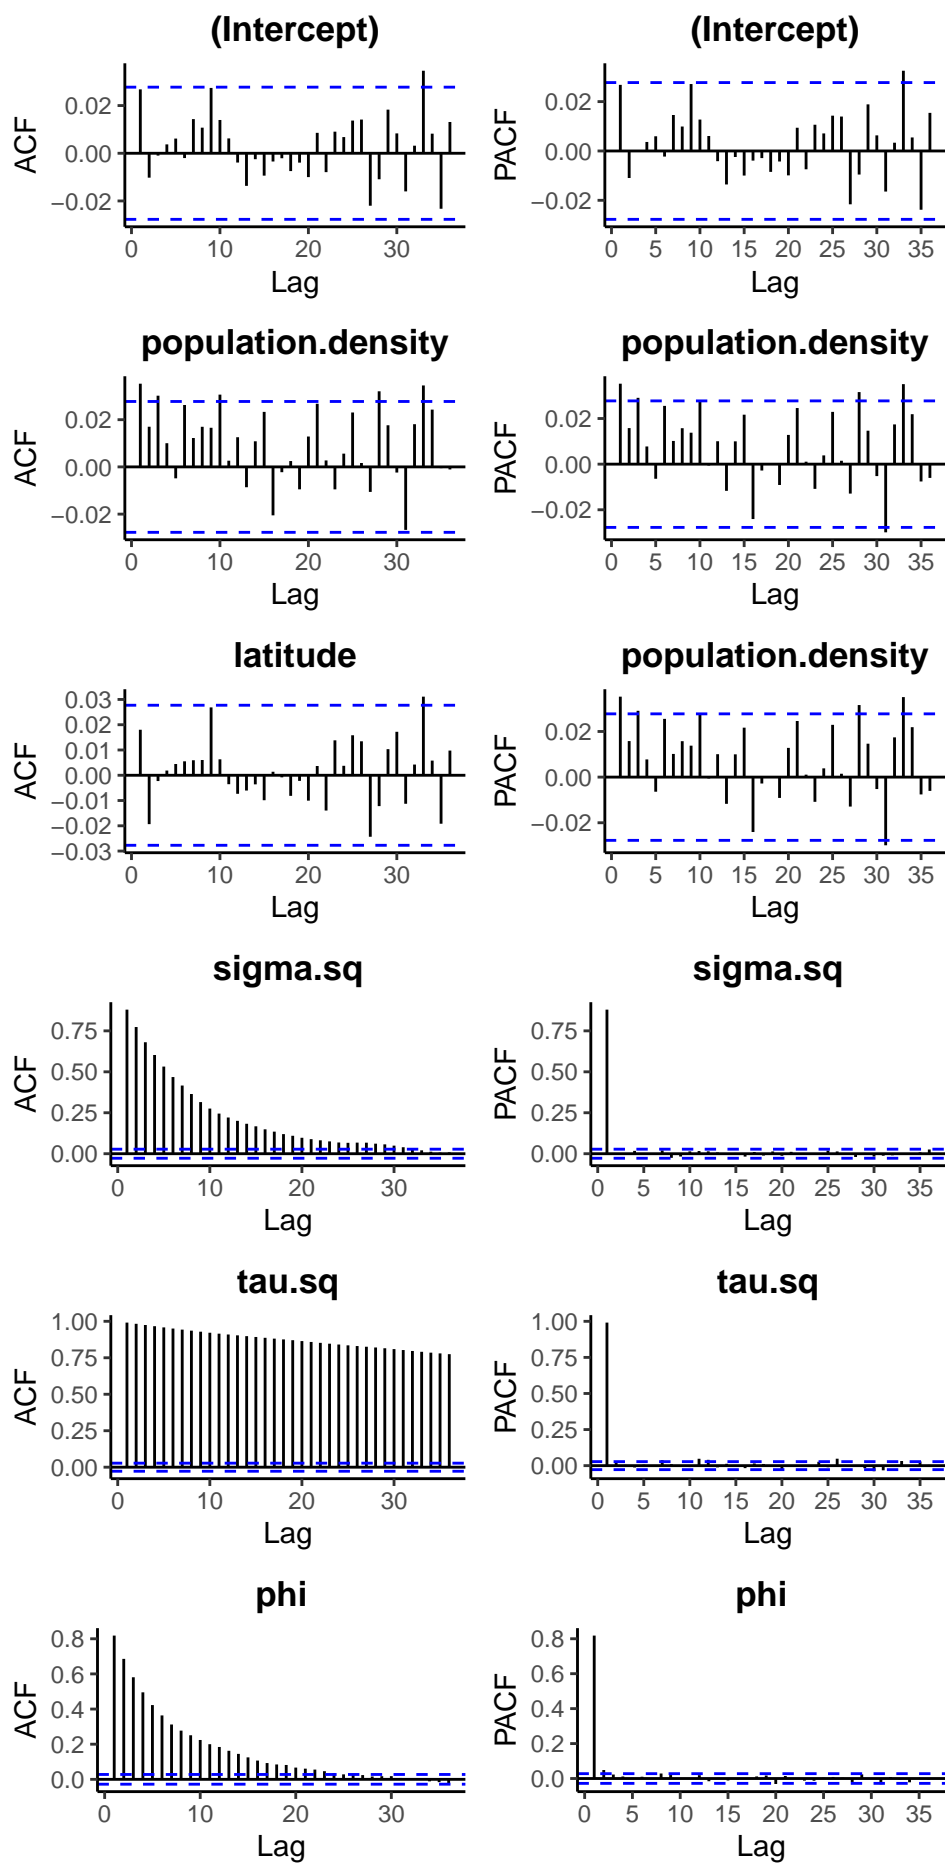 (Intercept) (Intercept)
ACF PACF
0.02 0.02
0.00 0.00
−0.02 −0.02
0 10 20 30 0 5 10 15 20 25 30 35
Lag Lag
population.density population.density
ACF PACF
0.02 0.02
0.00 0.00
−0.02 −0.02
0 10 20 30 0 5 10 15 20 25 30 35
Lag Lag
latitude population.density
ACF PACF
0.03
0.02 0.02
0.01
0.00 0.00
−0.01
−0.02 −0.02
−0.03
0 10 20 30 0 5 10 15 20 25 30 35
Lag Lag
sigma.sq sigma.sq
ACF PACF
0.75 0.75
0.50 0.50
0.25 0.25
0.00 0.00
0 10 20 30 0 5 10 15 20 25 30 35
Lag Lag
tau.sq tau.sq
ACF PACF
1.00 1.00
0.75 0.75
0.50 0.50
0.25 0.25
0.00 0.00
0 10 20 30 0 5 10 15 20 25 30 35
Lag Lag
phi phi
ACF PACF
0.8 0.8
0.6 0.6
0.4 0.4
0.2 0.2
0.0 0.0
0 10 20 30 0 5 10 15 20 25 30 35
Lag Lag